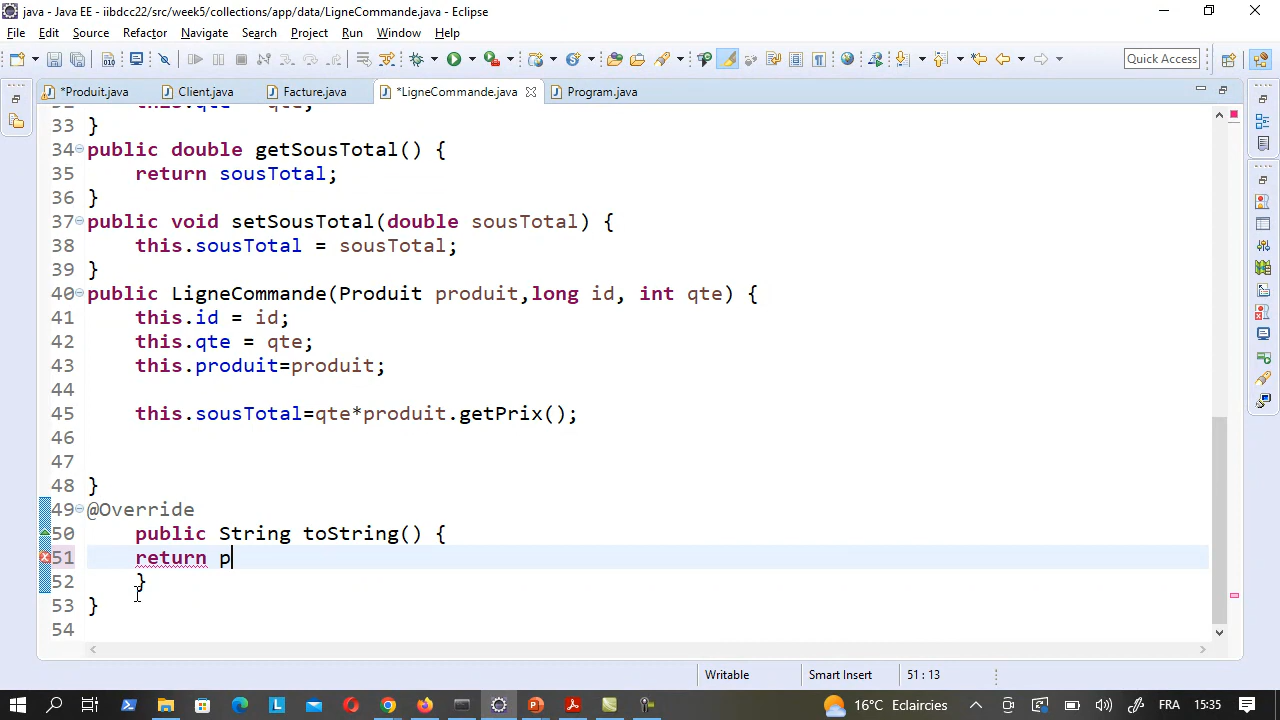 java - Java EE - iibdcc22/src/week5/collections/app/data/LigneCommande.java - Eclipse
File Edit Source Refactor Navigate Search Project Run Window Help
Quick Access
*Produit.java Client.java Facture.java *LigneCommande.java Program.java
33 }
34 public double getSousTotal() {
35 return sousTotal;
36 }
37 public void setSousTotal(double sousTotal) {
38 this.sousTotal = sousTotal;
39 }
40 public LigneCommande(Produit produit,long id, int qte) {
41 this.id = id;
42 this.qte = qte;
43 this.produit=produit;
44
45 this.sousTotal=qte*produit.getPrix();
46
47
48 }
49 @Override
50 public String toString() {
51 return p
52 }
53 }
54
Writable Smart Insert 51 : 13
16°C Eclaircies FRA 15:35